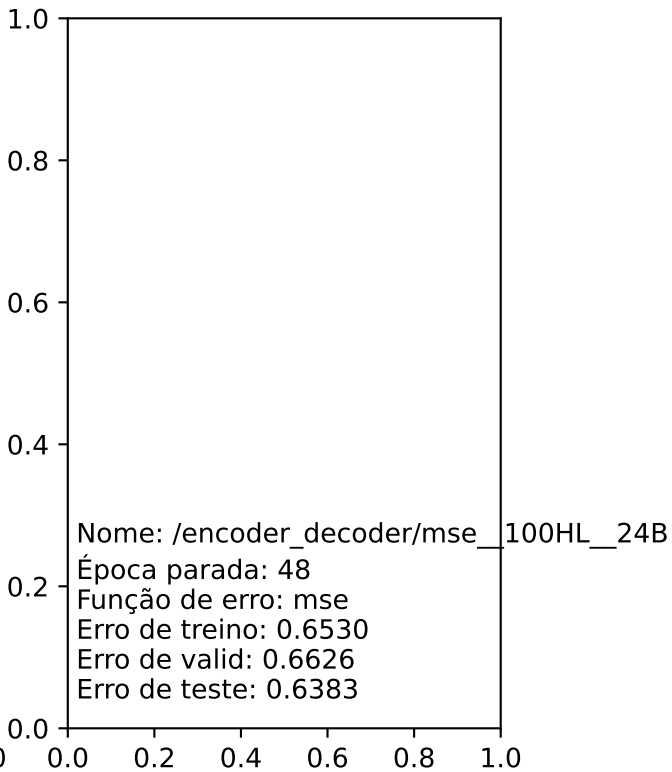 1.0
0.8
0.6
0.4
Nome: /encoder_decoder/mse__100HL__24B
Época parada: 48
0.2
Função de erro: mse
Erro de treino: 0.6530
Erro de valid: 0.6626
Erro de teste: 0.6383
0.0
0.0 0.2 0.4 0.6 0.8 1.0